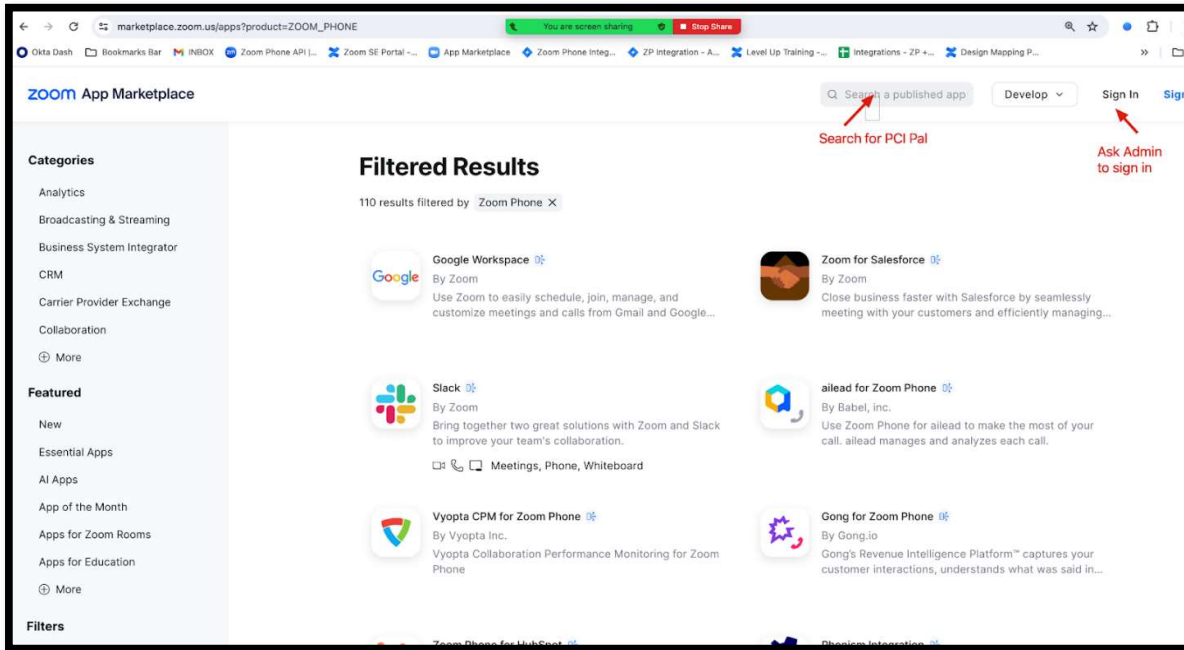 marketplace.zoom.us/apps?product=ZOOM_PHONE
You are screen sharing
Stop Share
Okta Dash
Bookmarks Bar
INBOX
Zoom Phone API |...
Zoom SE Portal -...
App Marketplace
Zoom Phone Integ...
ZP Integration - A...
Level Up Training -...
Integrations - ZP +...
Design Mapping P...
»
zoom App Marketplace
Search a published app
Develop
Sign In
Sign
Search for PCI Pal
Ask Admin
to sign in
Categories
Analytics
Broadcasting & Streaming
Business System Integrator
CRM
Carrier Provider Exchange
Collaboration
More
Featured
New
Essential Apps
AI Apps
App of the Month
Apps for Zoom Rooms
Apps for Education
More
Filters
Filtered Results
110 results filtered by Zoom Phone X
Google
Google Workspace
By Zoom
Use Zoom to easily schedule, join, manage, and
customize meetings and calls from Gmail and Google...
Zoom for Salesforce
By Zoom
Close business faster with Salesforce by seamlessly
meeting with your customers and efficiently managing...
Slack
By Zoom
Bring together two great solutions with Zoom and Slack
to improve your team's collaboration.
Meetings, Phone, Whiteboard
ailead for Zoom Phone
By Babel, inc.
Use Zoom Phone for ailead to make the most of your
call. ailead manages and analyzes each call.
Vyopta CPM for Zoom Phone
By Vyopta Inc.
Vyopta Collaboration Performance Monitoring for Zoom
Phone
Gong for Zoom Phone
By Gong.io
Gong's Revenue Intelligence Platform™ captures your
customer interactions, understands what was said in...
Zoom Phone for HubSpot
Phonism Integration